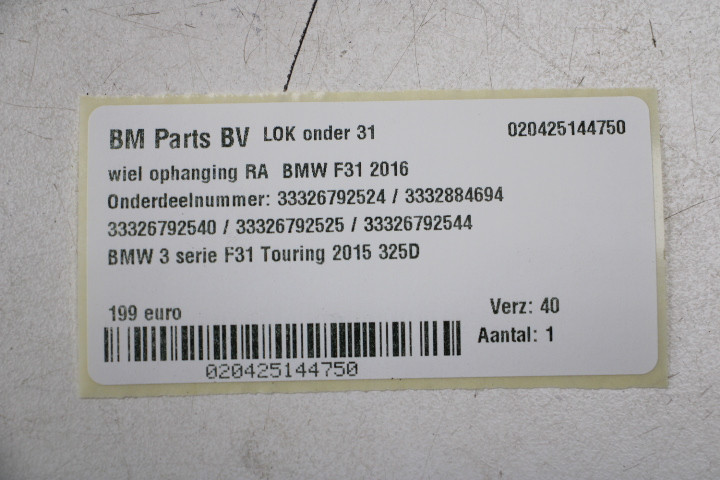 BM Parts BV LOK onder 31 020425144750
wiel ophanging RA BMW F31 2016
Onderdeelnummer: 33326792524 / 3332884694
33326792540 / 33326792525 / 33326792544
BMW 3 serie F31 Touring 2015 325D
199 euro Verz: 40
Aantal: 1
020425144750